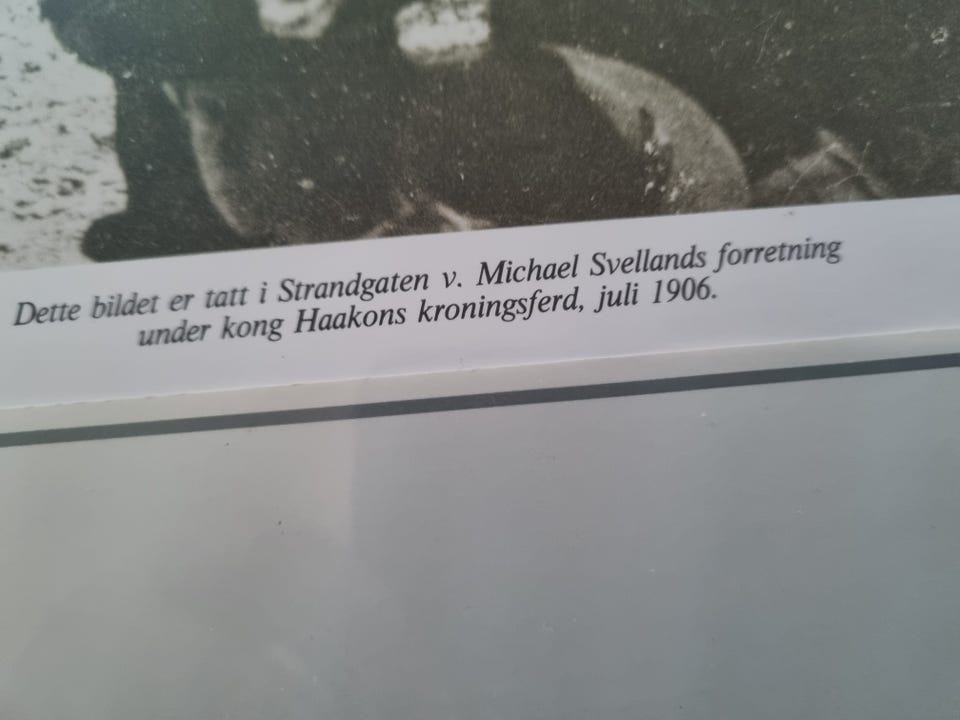 Dette bildet er tatt i Strandgaten v. Michael Svellands forretning
under kong Haakons kroningsferd, juli 1906.